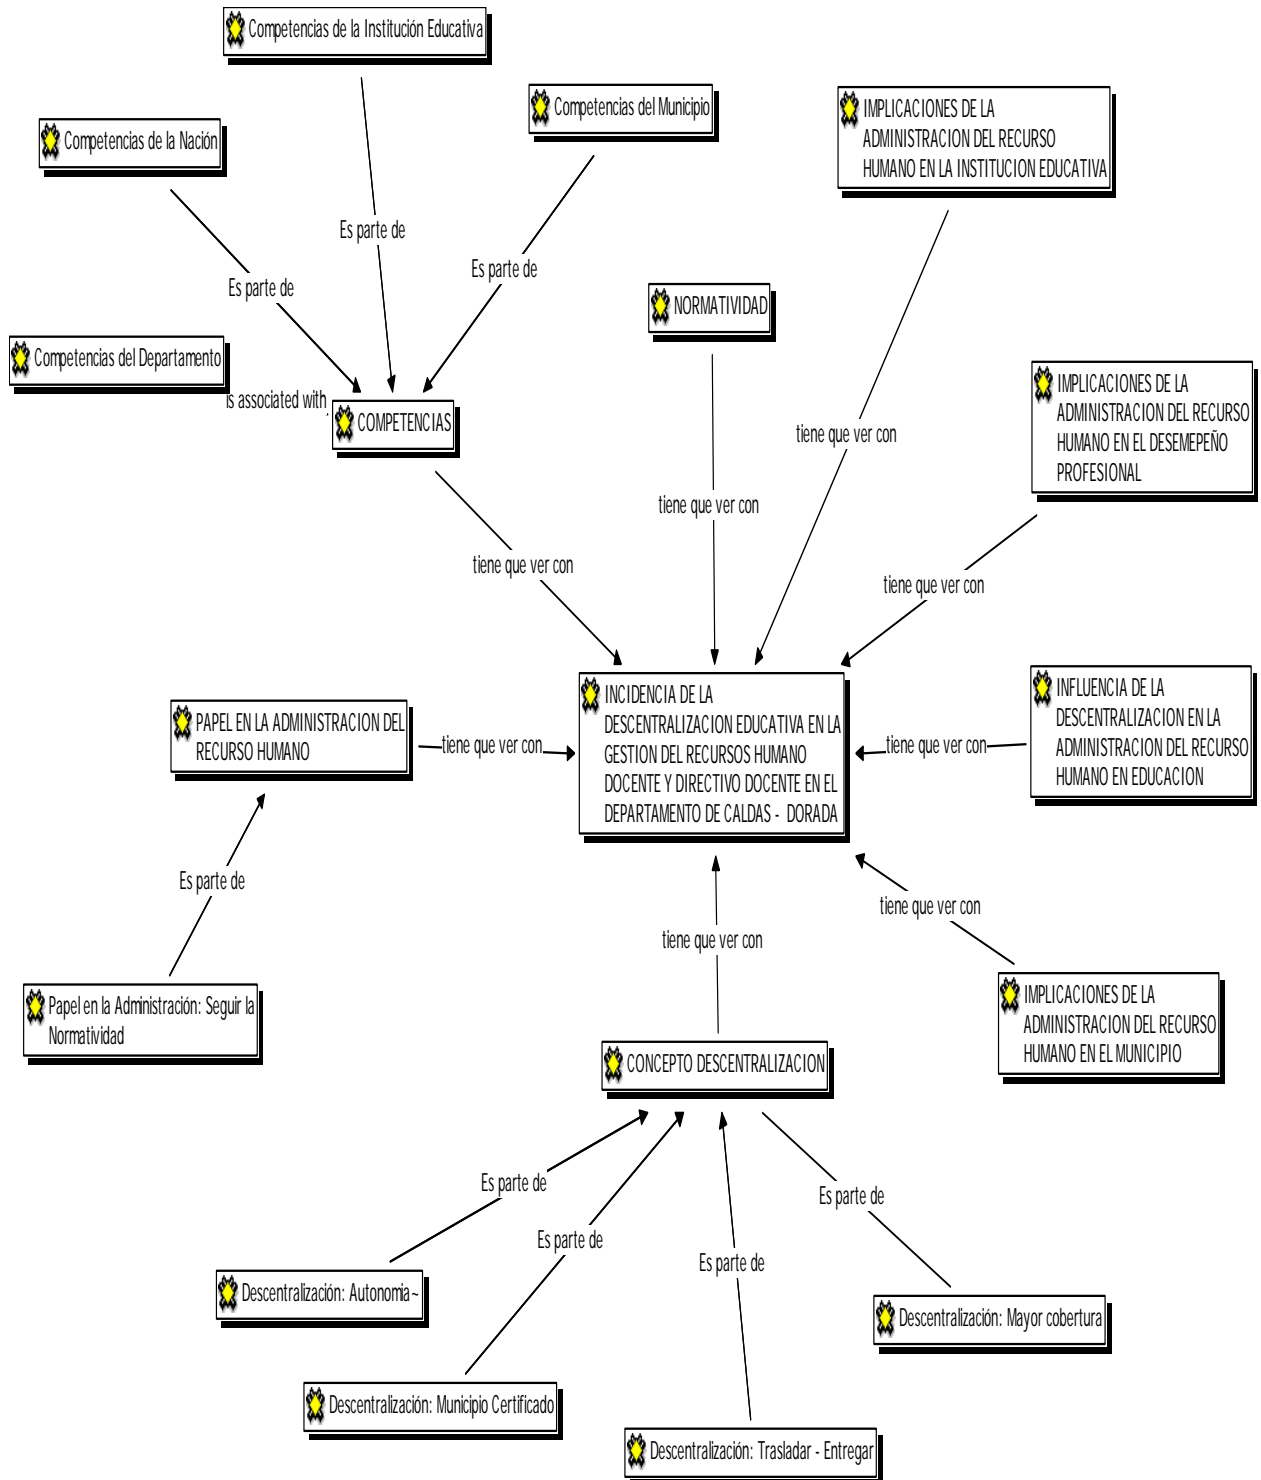 Competencias de la Institución Educativa
Competencias del Municipio
IMPLICACIONES DE LA
ADMINISTRACION DEL RECURSO
HUMANO EN LA INSTITUCION EDUCATIVA
Competencias de la Nación
Es parte de
Es parte de
Es parte de
NORMATIVIDAD
Competencias del Departamento
is associated with
COMPETENCIAS
IMPLICACIONES DE LA
ADMINISTRACION DEL RECURSO
HUMANO EN EL DESEMEPEÑO
PROFESIONAL
tiene que ver con
tiene que ver con
tiene que ver con
tiene que ver con
INCIDENCIA DE LA
DESCENTRALIZACION EDUCATIVA EN LA
GESTION DEL RECURSOS HUMANO
DOCENTE Y DIRECTIVO DOCENTE EN EL
DEPARTAMENTO DE CALDAS - DORADA
PAPEL EN LA ADMINISTRACION DEL
RECURSO HUMANO
tiene que ver con
tiene que ver con
INFLUENCIA DE LA
DESCENTRALIZACION EN LA
ADMINISTRACION DEL RECURSO
HUMANO EN EDUCACION
Es parte de
tiene que ver con
tiene que ver con
Papel en la Administración: Seguir la
Normatividad
IMPLICACIONES DE LA
ADMINISTRACION DEL RECURSO
HUMANO EN EL MUNICIPIO
CONCEPTO DESCENTRALIZACION
Es parte de
Es parte de
Es parte de
Es parte de
Descentralización: Autonomia~
Descentralización: Mayor cobertura
Descentralización: Municipio Certificado
Descentralización: Trasladar - Entregar